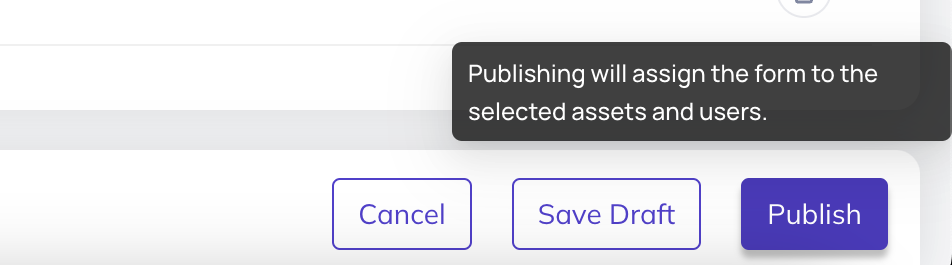 Publishing will assign the form to the
selected assets and users.
Cancel
Save Draft
Publish